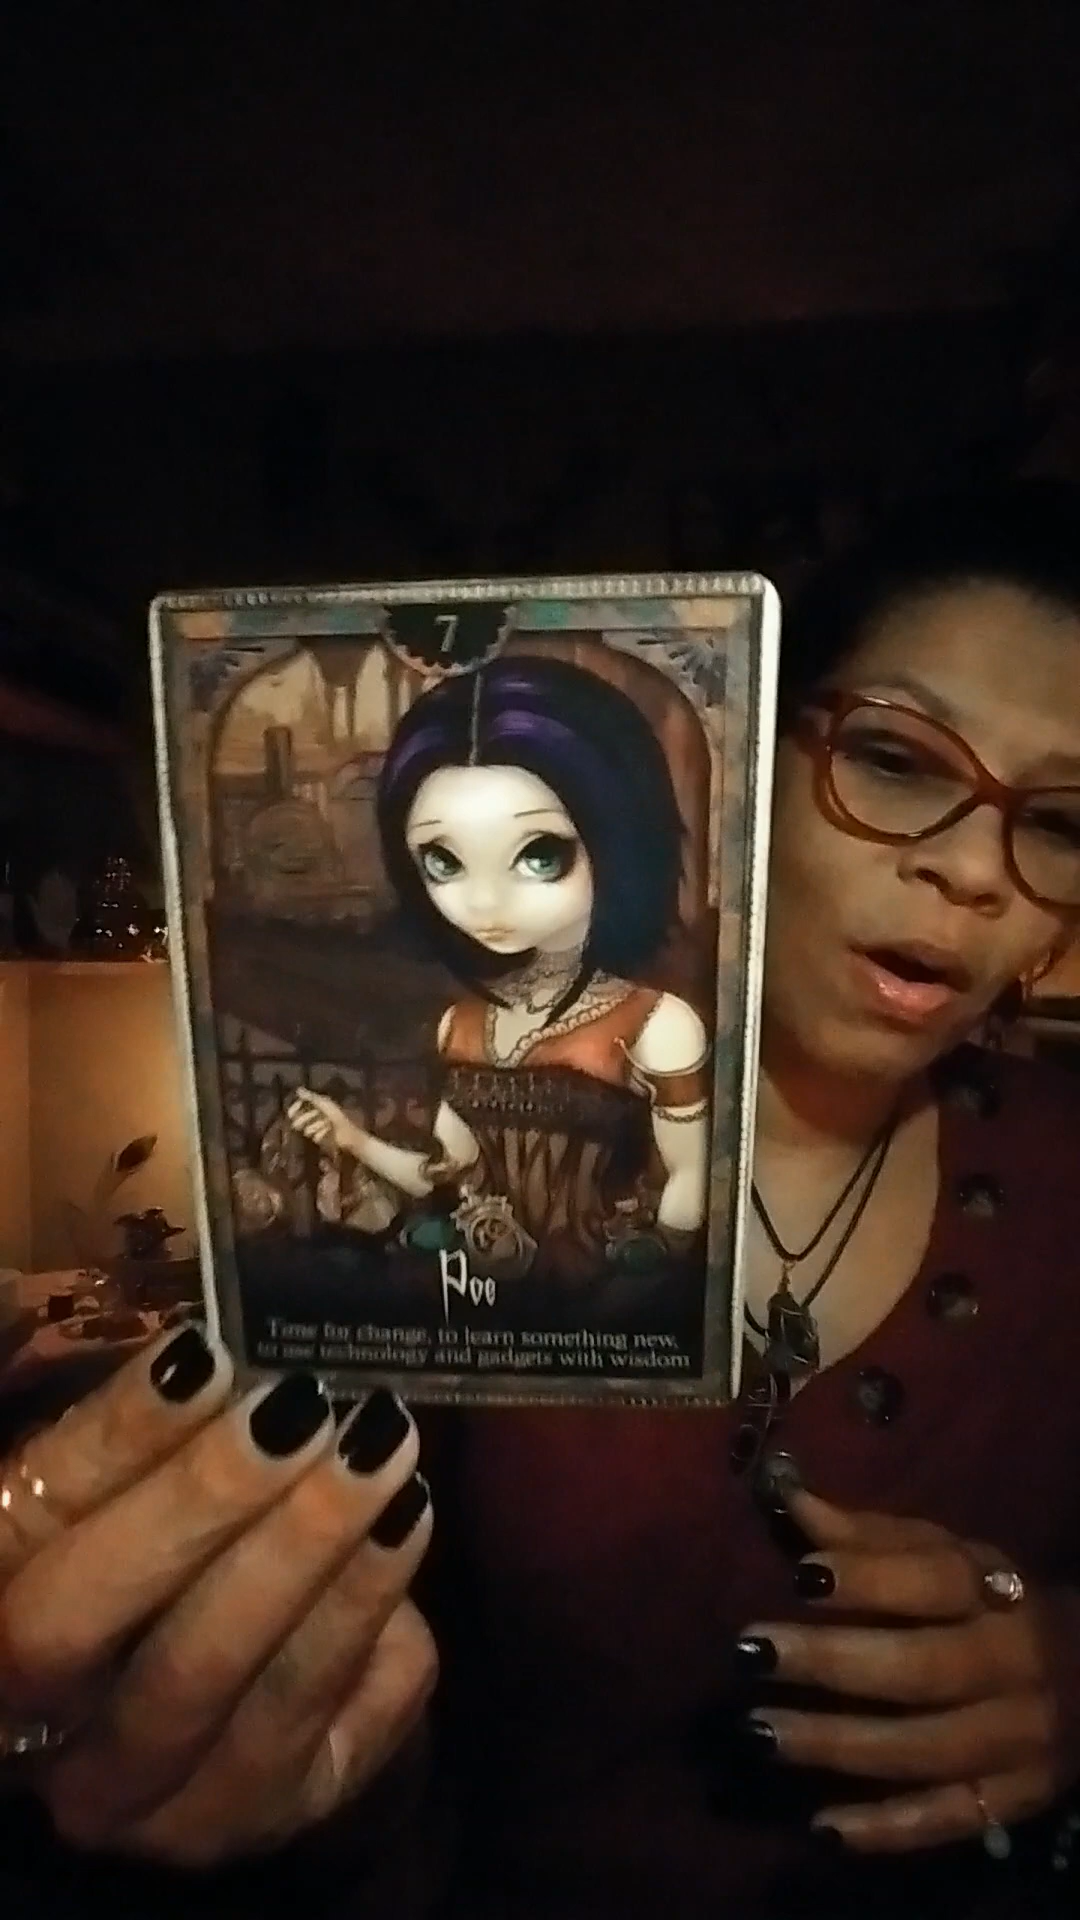 7
Poe
Time for change, to learn something new,
to use technology and gadgets with wisdom